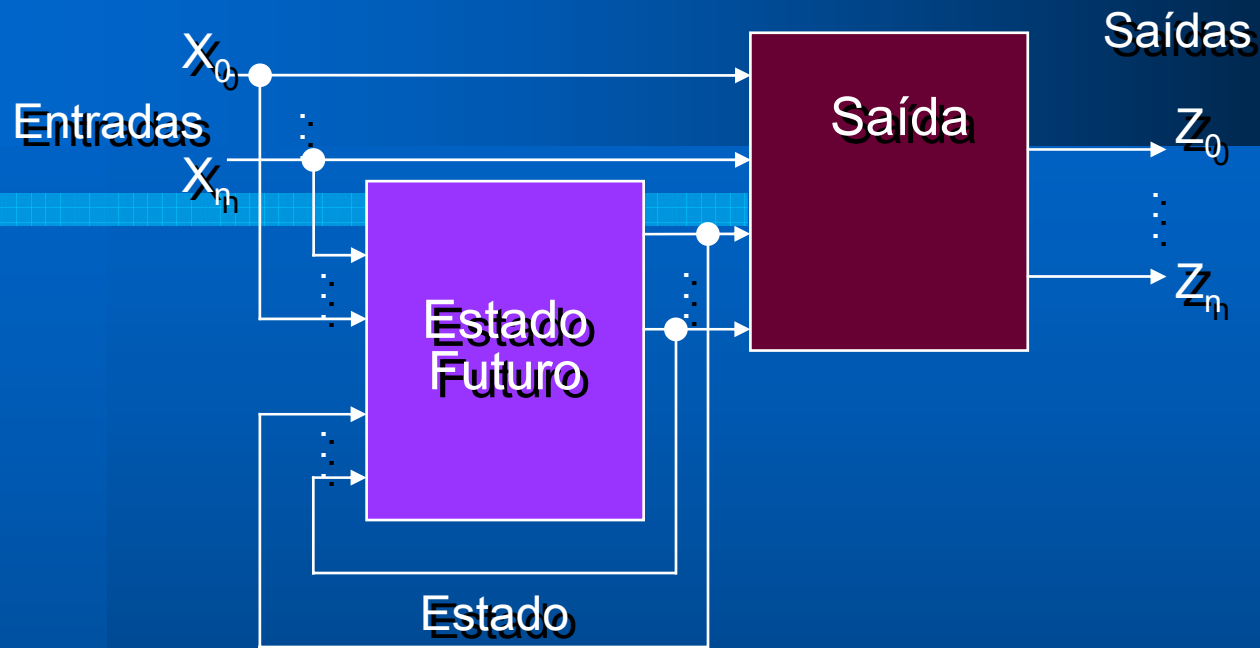 Saídas
X0
Entradas
Saída
Z0
Xn
Zn
Estado
Futuro
Estado